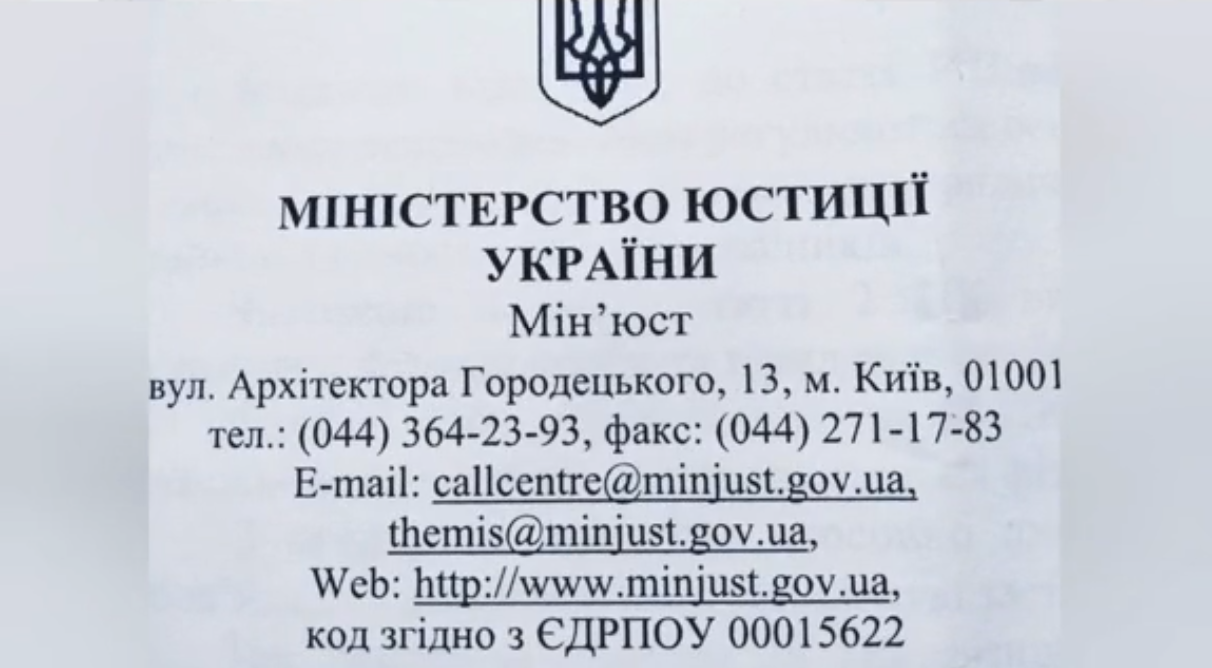 МІНІСТЕРСТВО ЮСТИЦІЇ
УКРАЇНИ
Мін’юст
вул. Архітектора Городецького, 13, м. Київ, 01001
тел.: (044) 364-23-93, факс: (044) 271-17-83
E-mail: callcentre@minjust.gov.ua,
themis@minjust.gov.ua,
Web: http://www.minjust.gov.ua,
код згідно з ЄДРПОУ 00015622